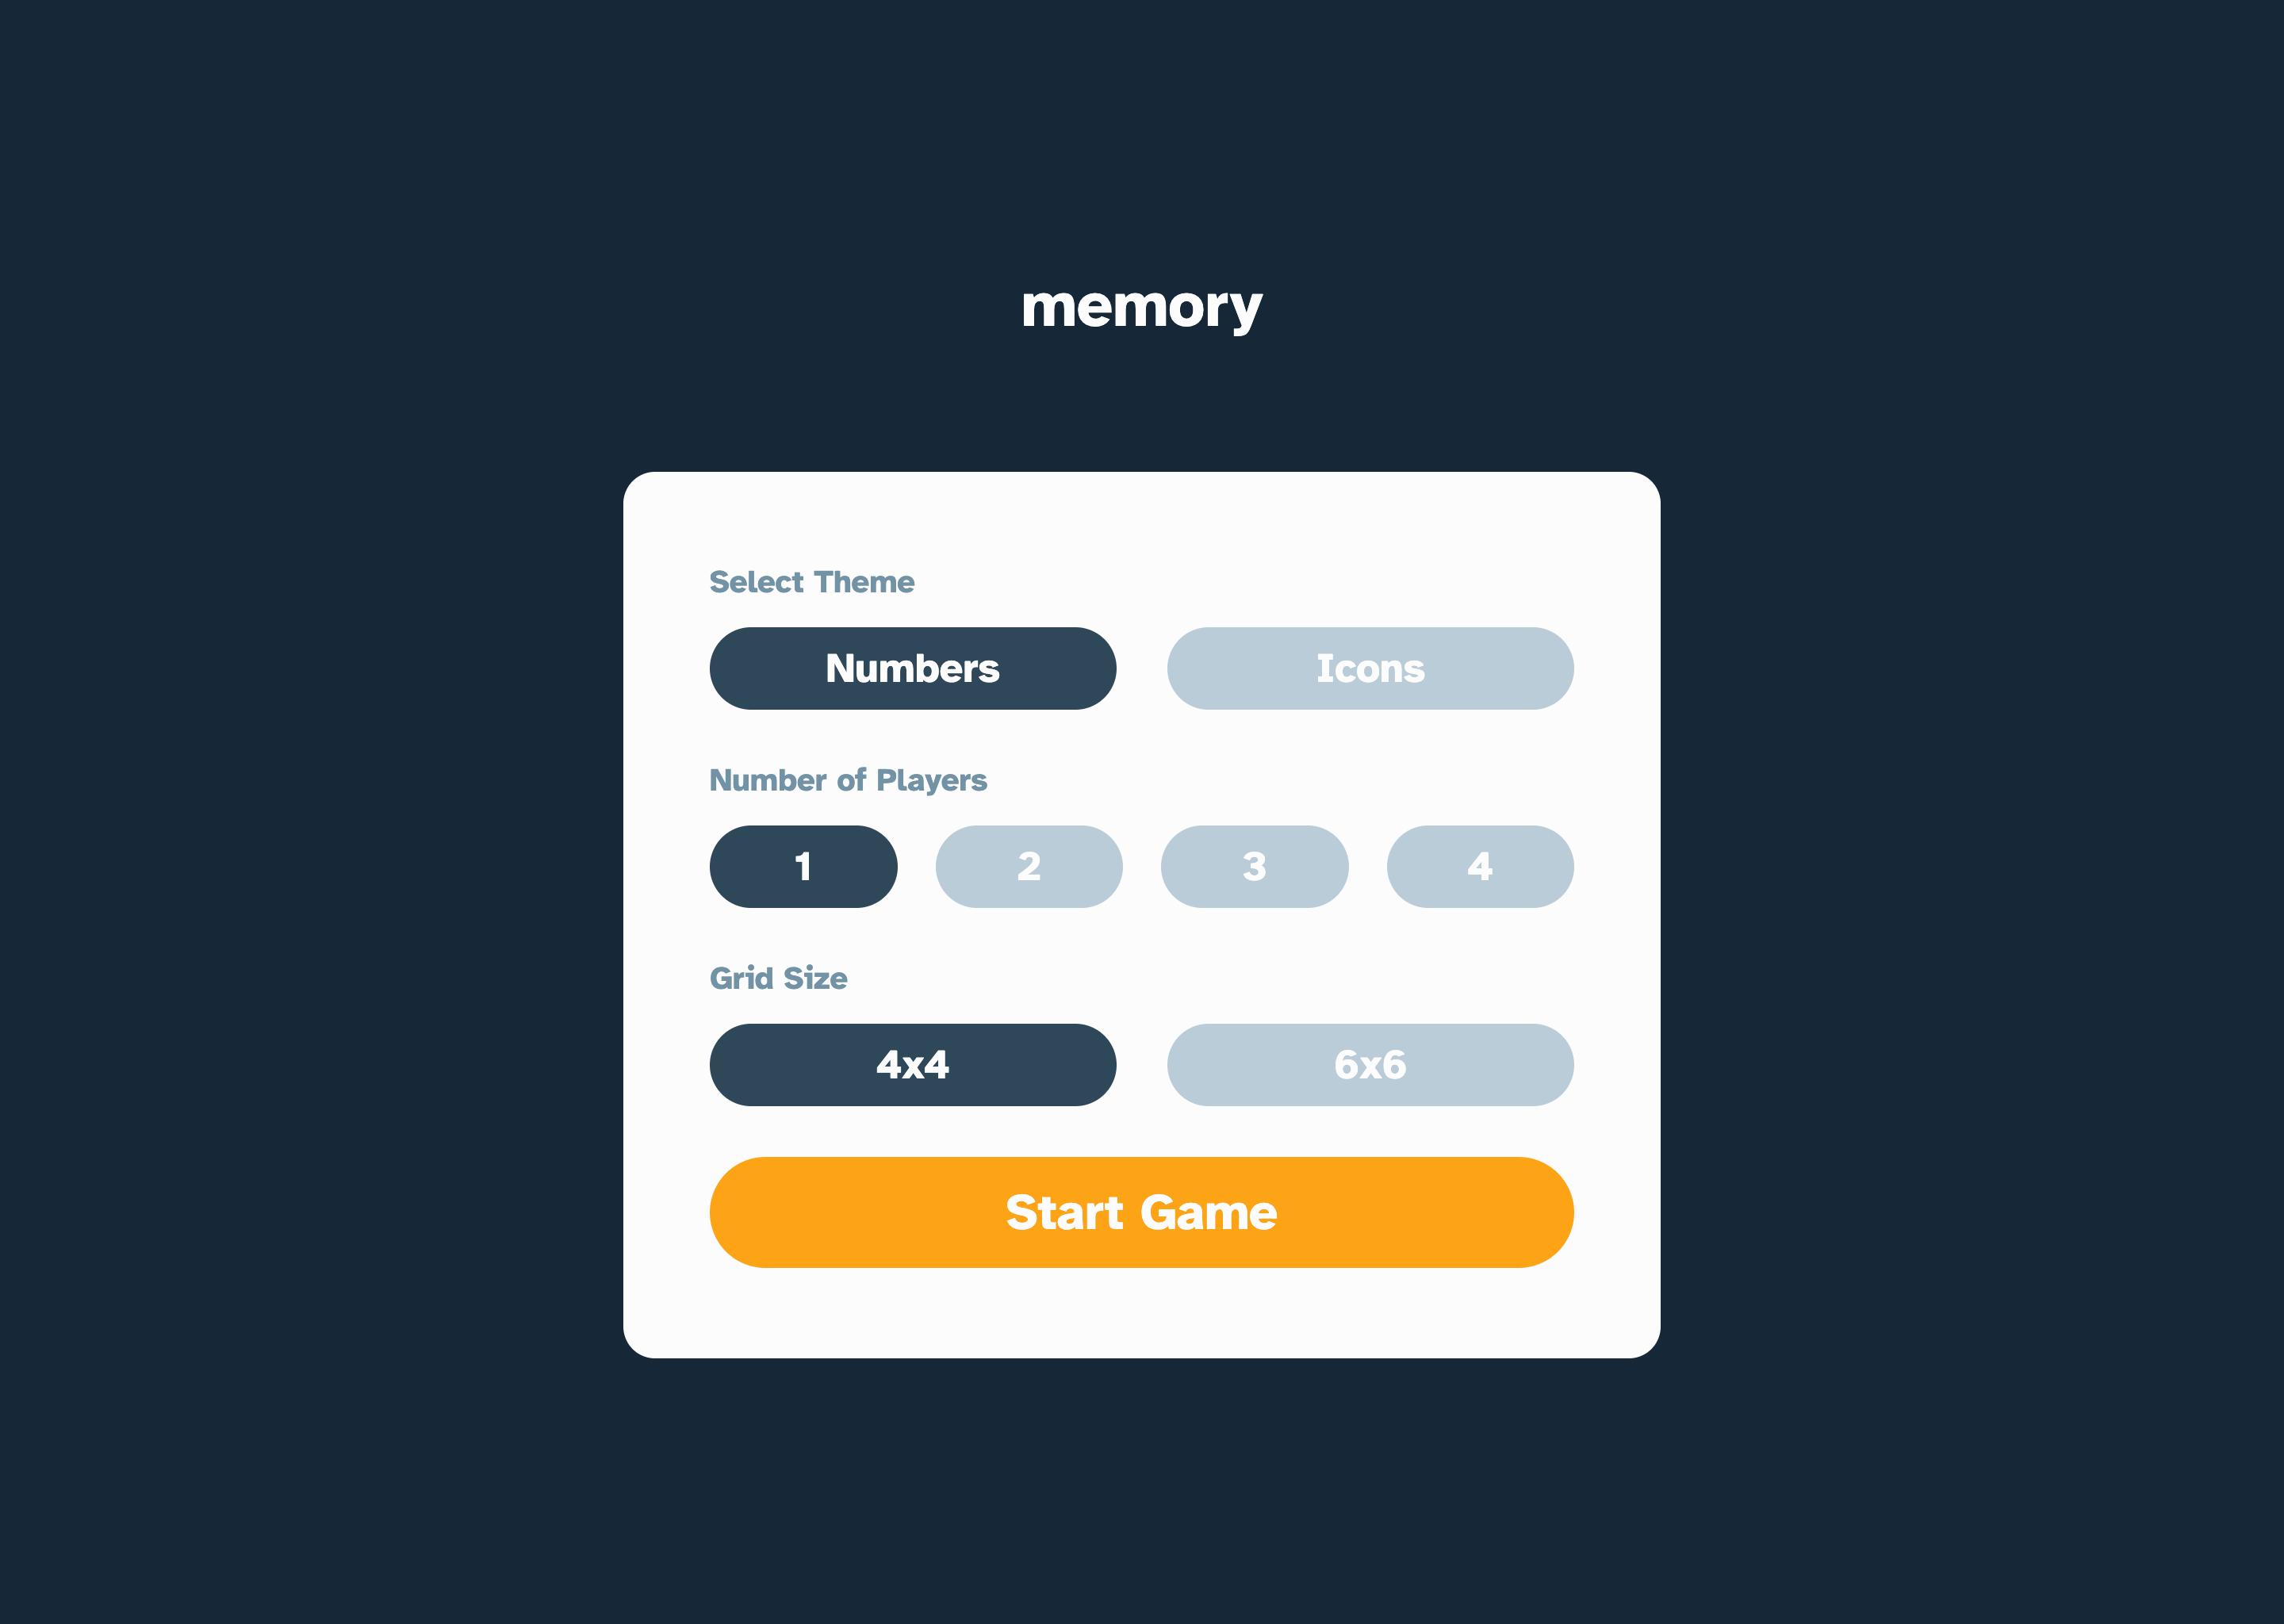 memory
Select Theme
Numbers Icons
Number of Players
1 2 3 4
Grid Size
4x4 6x6
Start Game